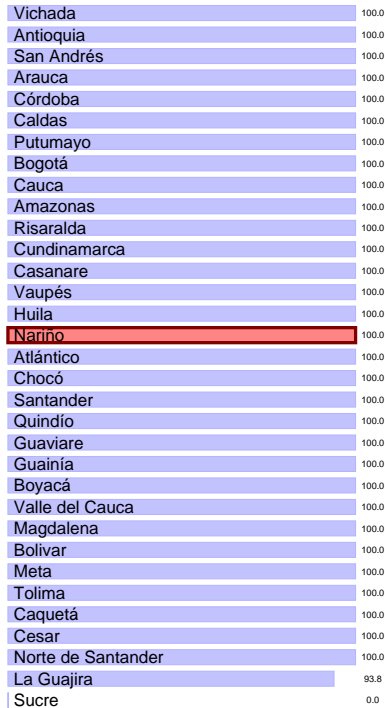 Vichada 100.0
Antioquia 100.0
San Andrés 100.0
Arauca 100.0
Córdoba 100.0
Caldas 100.0
Putumayo 100.0
Bogotá 100.0
Cauca 100.0
Amazonas 100.0
Risaralda 100.0
Cundinamarca 100.0
Casanare 100.0
Vaupés 100.0
Huila 100.0
Nariño 100.0
Atlántico 100.0
Chocó 100.0
Santander 100.0
Quindío 100.0
Guaviare 100.0
Guainía 100.0
Boyacá 100.0
Valle del Cauca 100.0
Magdalena 100.0
Bolivar 100.0
Meta 100.0
Tolima 100.0
Caquetá 100.0
Cesar 100.0
Norte de Santander 100.0
La Guajira 93.8
Sucre 0.0